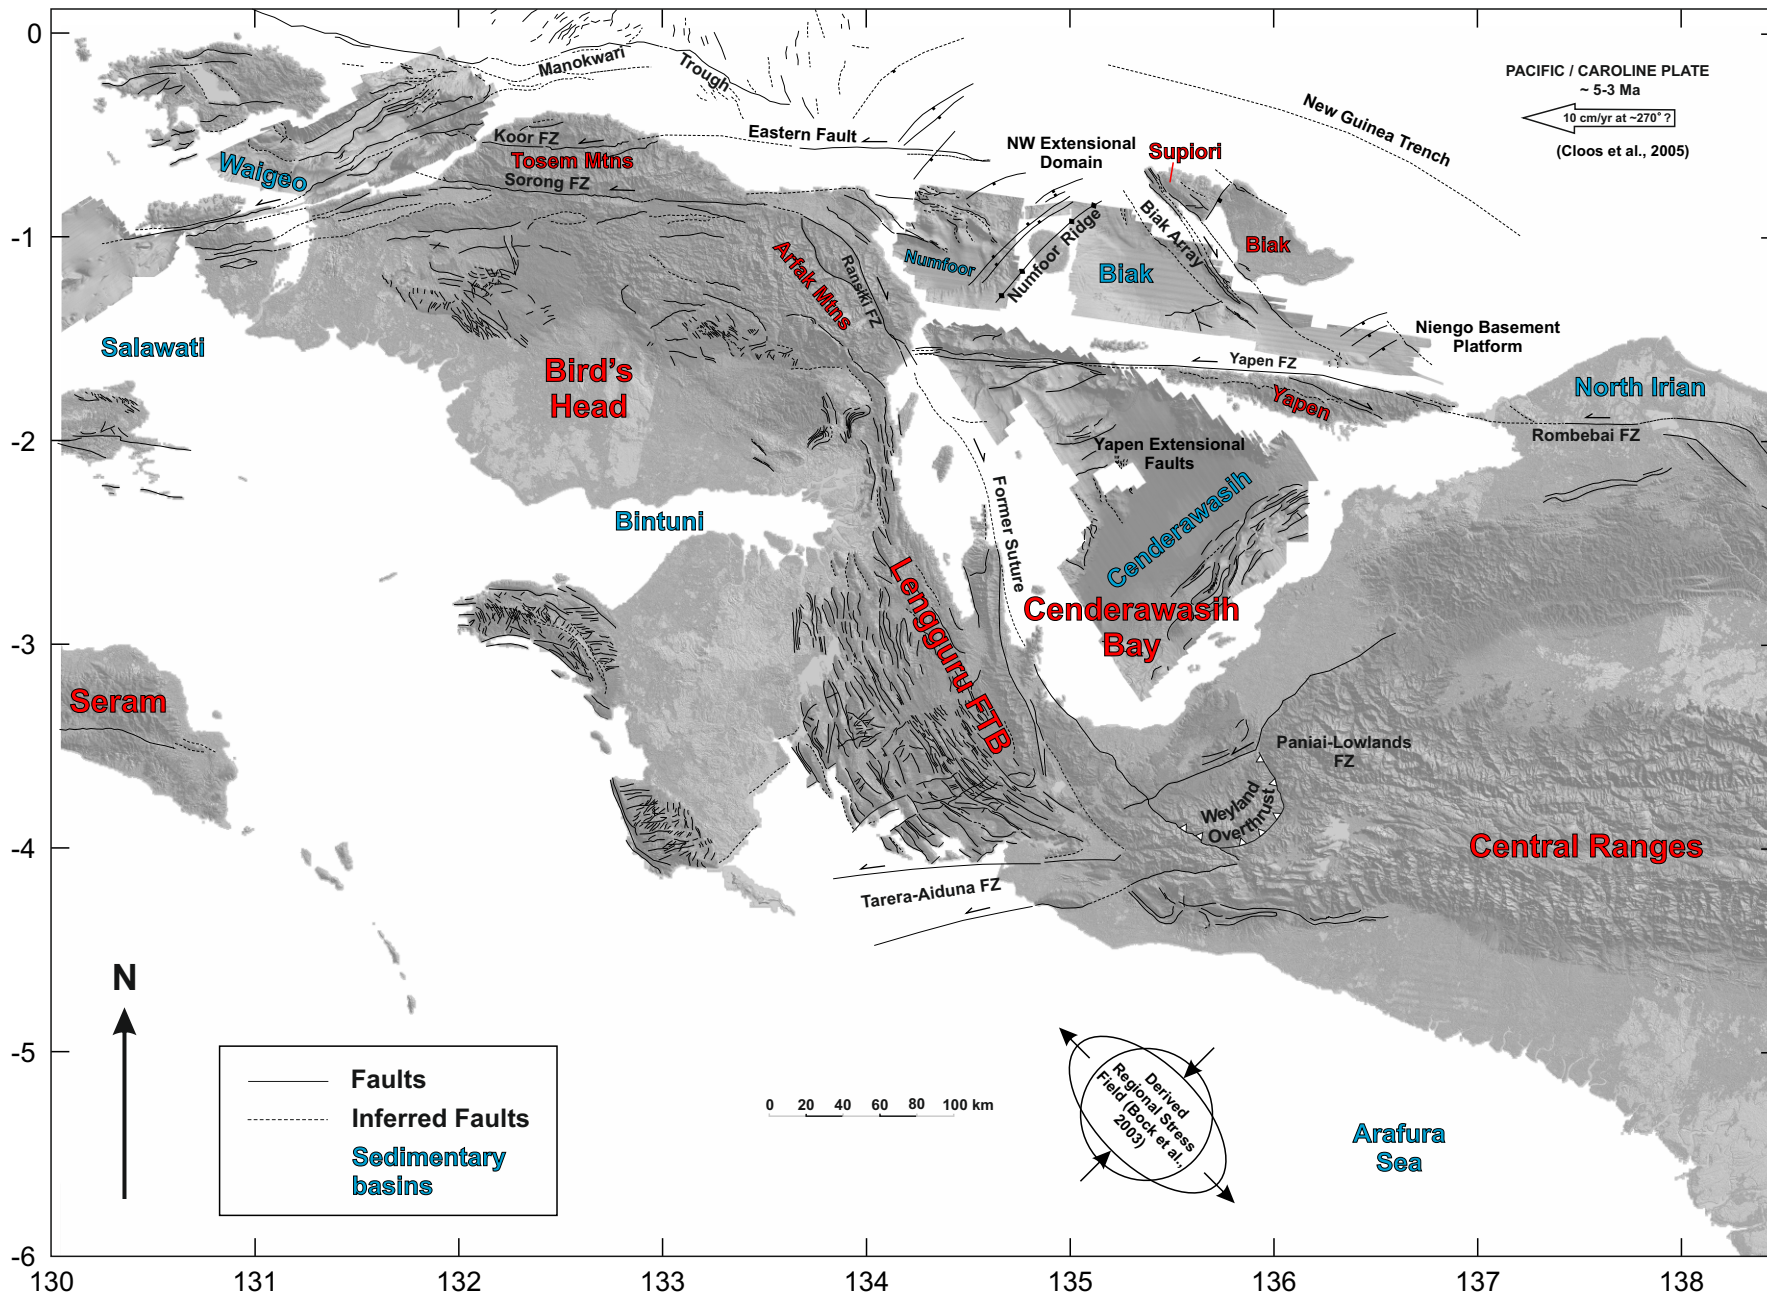 0
-1
-2
-3
-4
-5
-6
130
131
132
133
134
135
136
137
138
Manokwari
Trough
Eastern Fault
New Guinea Trench
PACIFIC / CAROLINE PLATE
~ 5-3 Ma
10 cm/yr at ~270° ?
(Cloos et al., 2005)
Koor FZ
Tosem Mtns
Sorong FZ
Waigeo
NW Extensional
Domain
Supiori
Biak Array
Biak
Biak
Numfoor
Numfoor Ridge
Arfak Mtns
Ransiki FZ
Salawati
Bird's
Head
Niengo Basement
Platform
Yapen FZ
Yapen
North Irian
Rombebai FZ
Yapen Extensional
Faults
Cenderawasih
Bintuni
Former Suture
Lengguru FTB
Cenderawasih
Bay
Seram
Paniai-Lowlands
FZ
Weyland
Overthrust
Central Ranges
Tarera-Aiduna FZ
N
Faults
Inferred Faults
Sedimentary
basins
0 20 40 60 80 100 km
Derived
Regional Stress
Field (Bock et al.,
2003)
Arafura
Sea